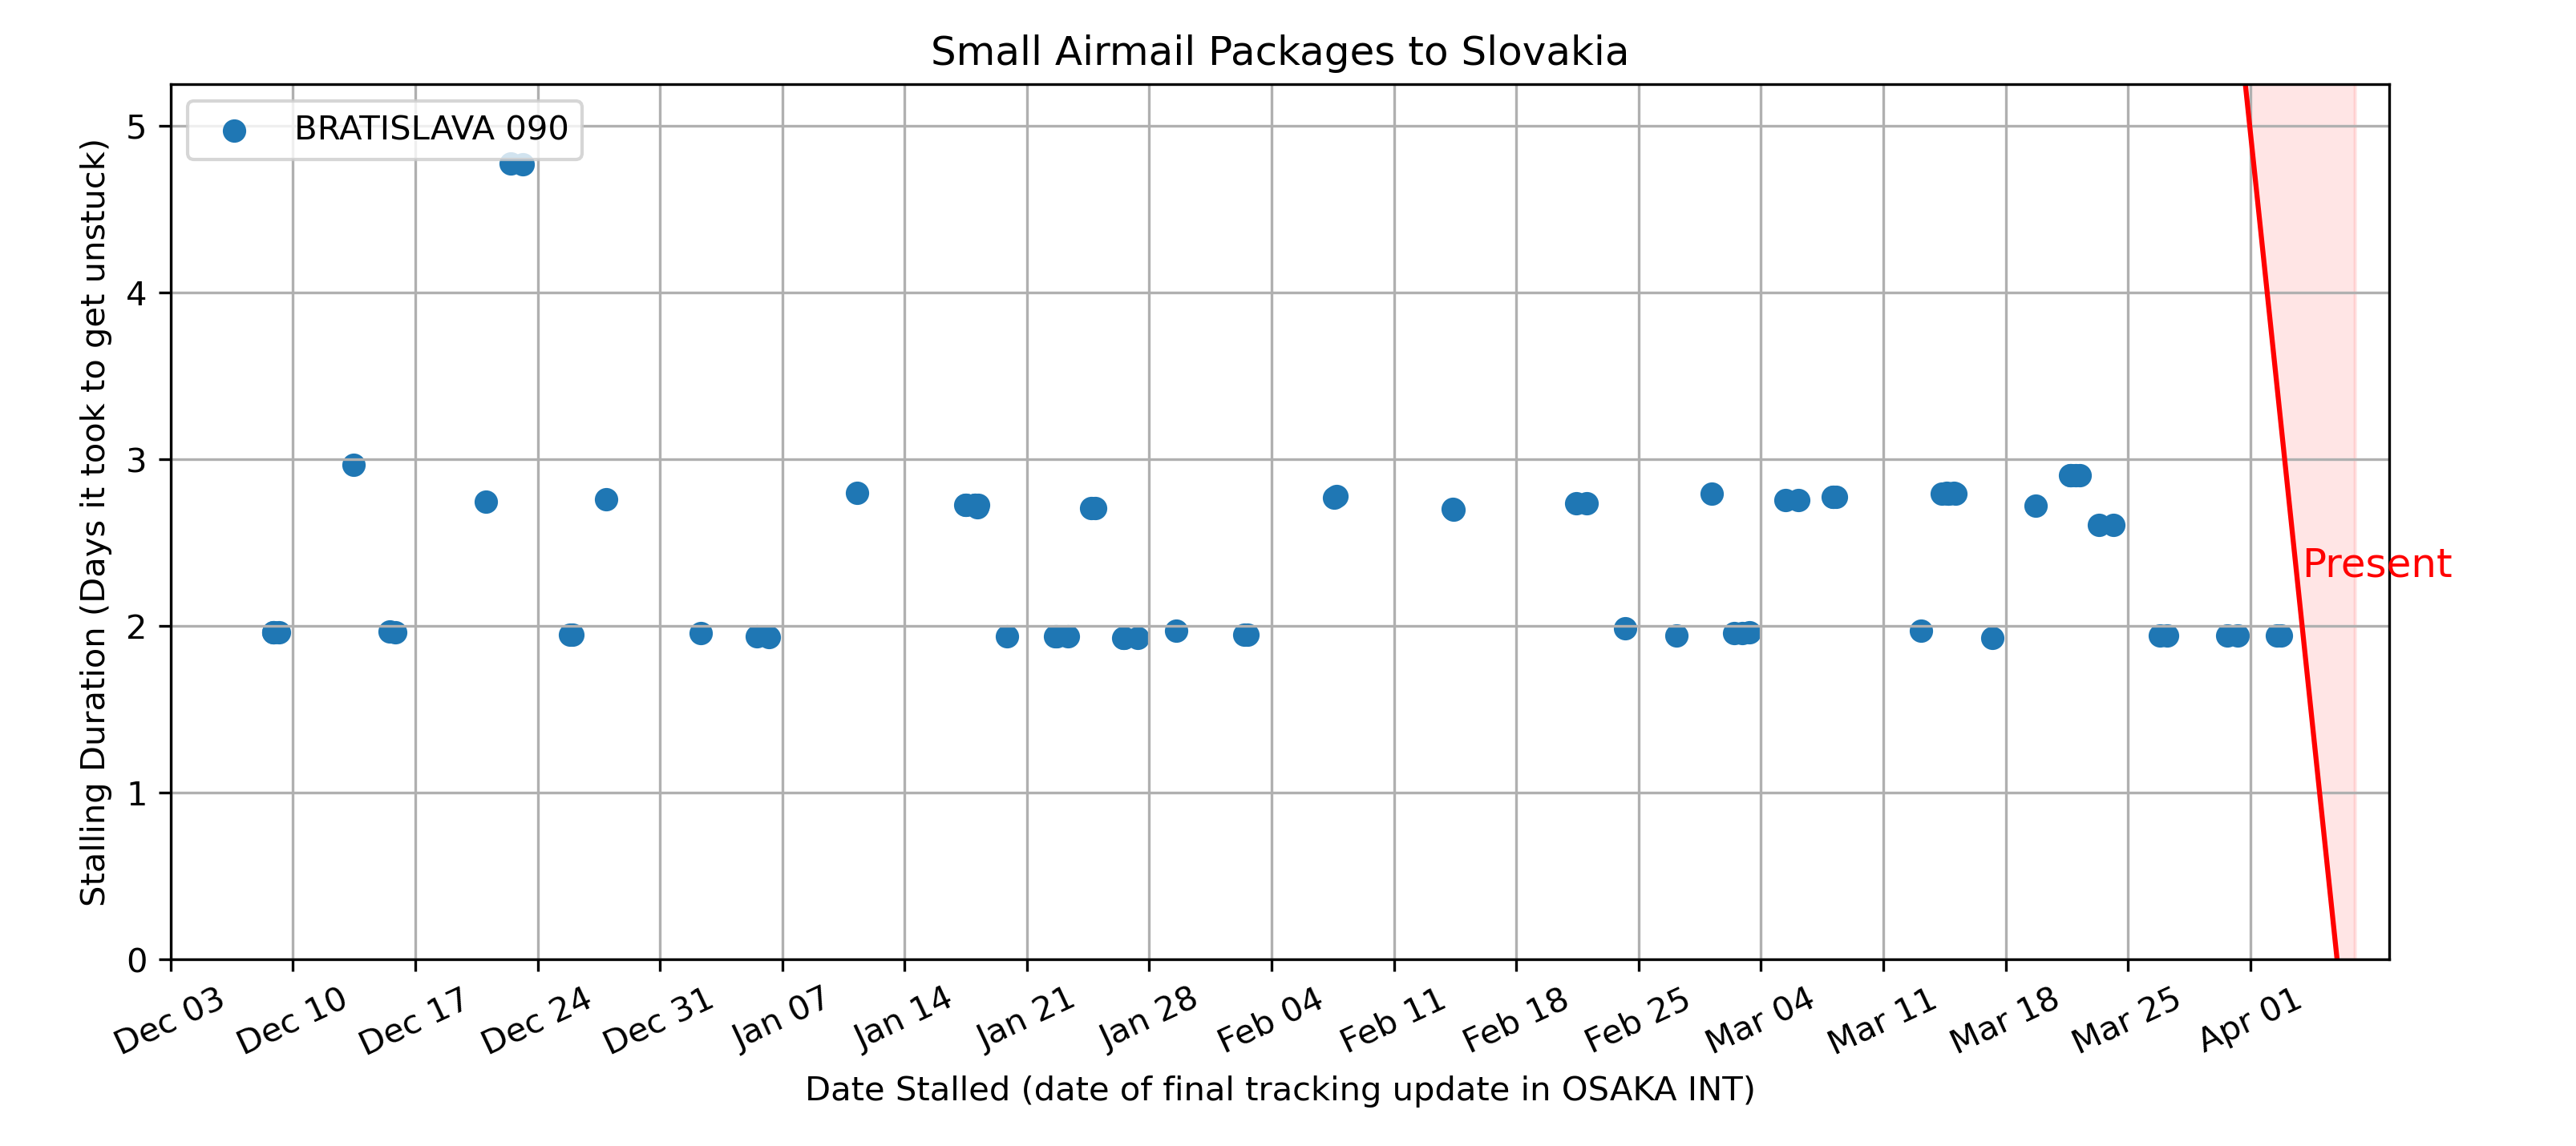 Small Airmail Packages to Slovakia
BRATISLAVA 090
Stalling Duration (Days it took to get unstuck)
5
4
3
2
1
0
Present
Dec 03
Dec 10
Dec 17
Dec 24
Dec 31
Jan 07
Jan 14
Jan 21
Jan 28
Feb 04
Feb 11
Feb 18
Feb 25
Mar 04
Mar 11
Mar 18
Mar 25
Apr 01
Date Stalled (date of final tracking update in OSAKA INT)